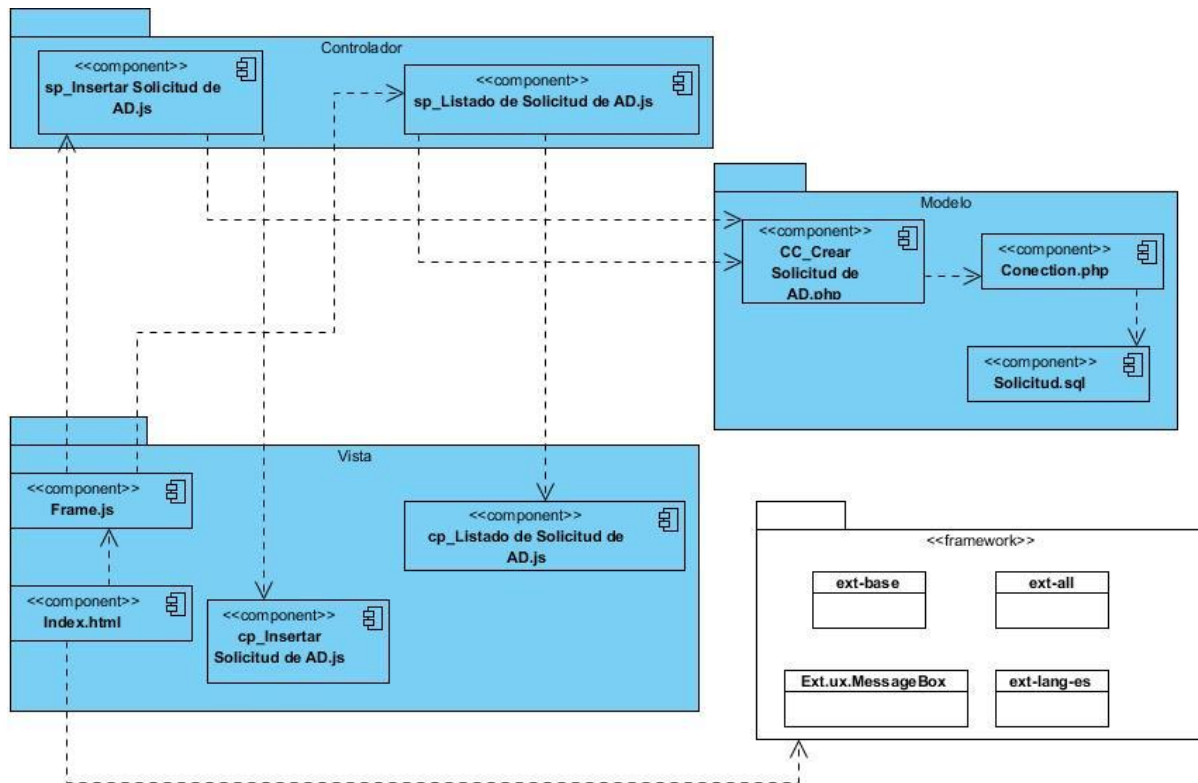 Controlador
<<component>>
sp_Insertar Solicitud de
AD.js
<<component>>
sp_Listado de Solicitud de AD.js
Modelo
<<component>>
CC_Crear
Solicitud de
AD.php
<<component>>
Conection.php
<<component>>
Solicitud.sql
Vista
<<component>>
Frame.js
<<component>>
cp_Listado de Solicitud de
AD.js
<<component>>
Index.html
<<component>>
cp_Insertar
Solicitud de AD.js
<<framework>>
ext-base
ext-all
Ext.ux.MessageBox
ext-lang-es